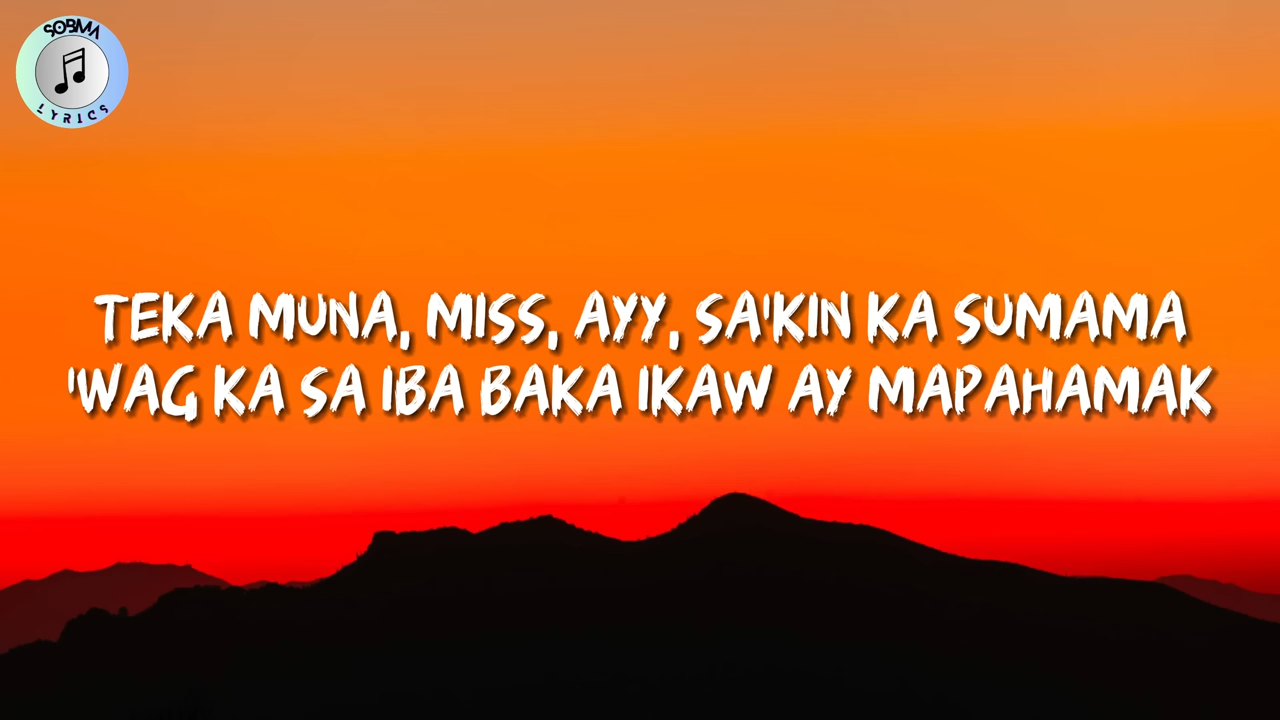 SOBMA
LYRICS
TEKA MUNA, MISS, AYY, SA'KIN KA SUMAMA
'WAG KA SA IBA BAKA IKAW AY MAPAHAMAK